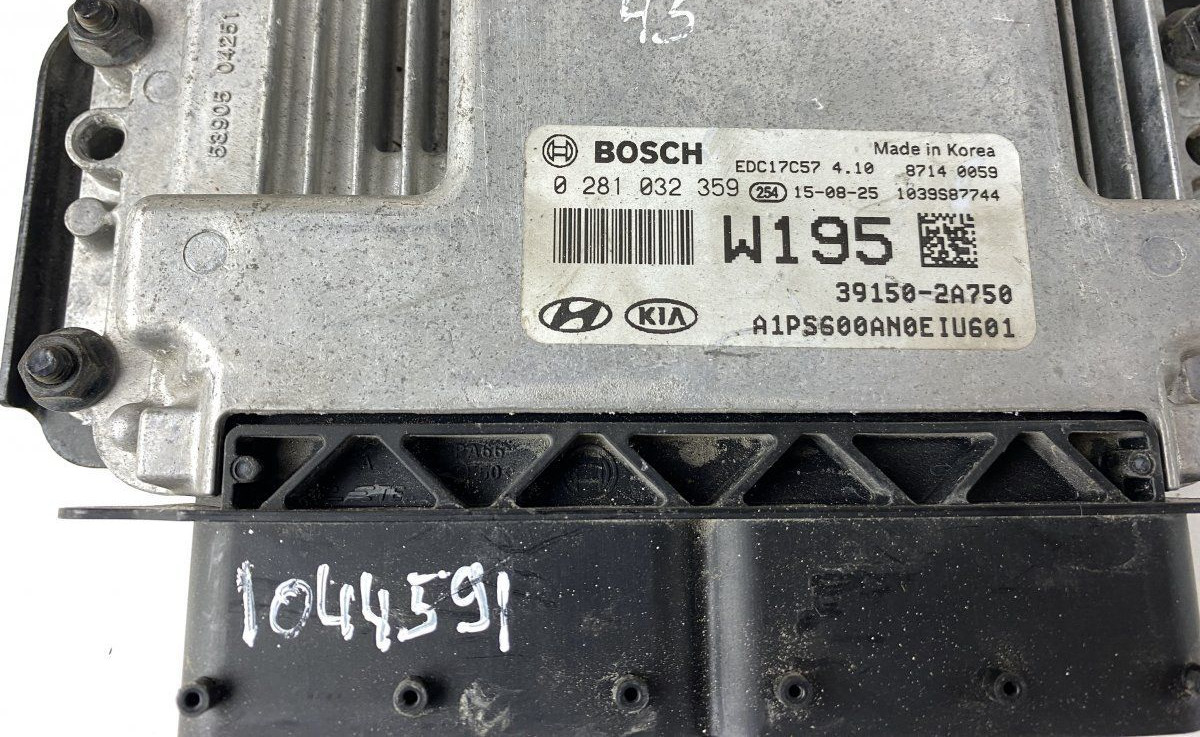 43
58905 04251
BOSCH
Made in Korea
EDC17C57 4.10 8714 0059
0 281 032 359 254 15-08-25 1039S87744
W195
39150-2A750
KIA
A1PS600AN0EIU601
1044591